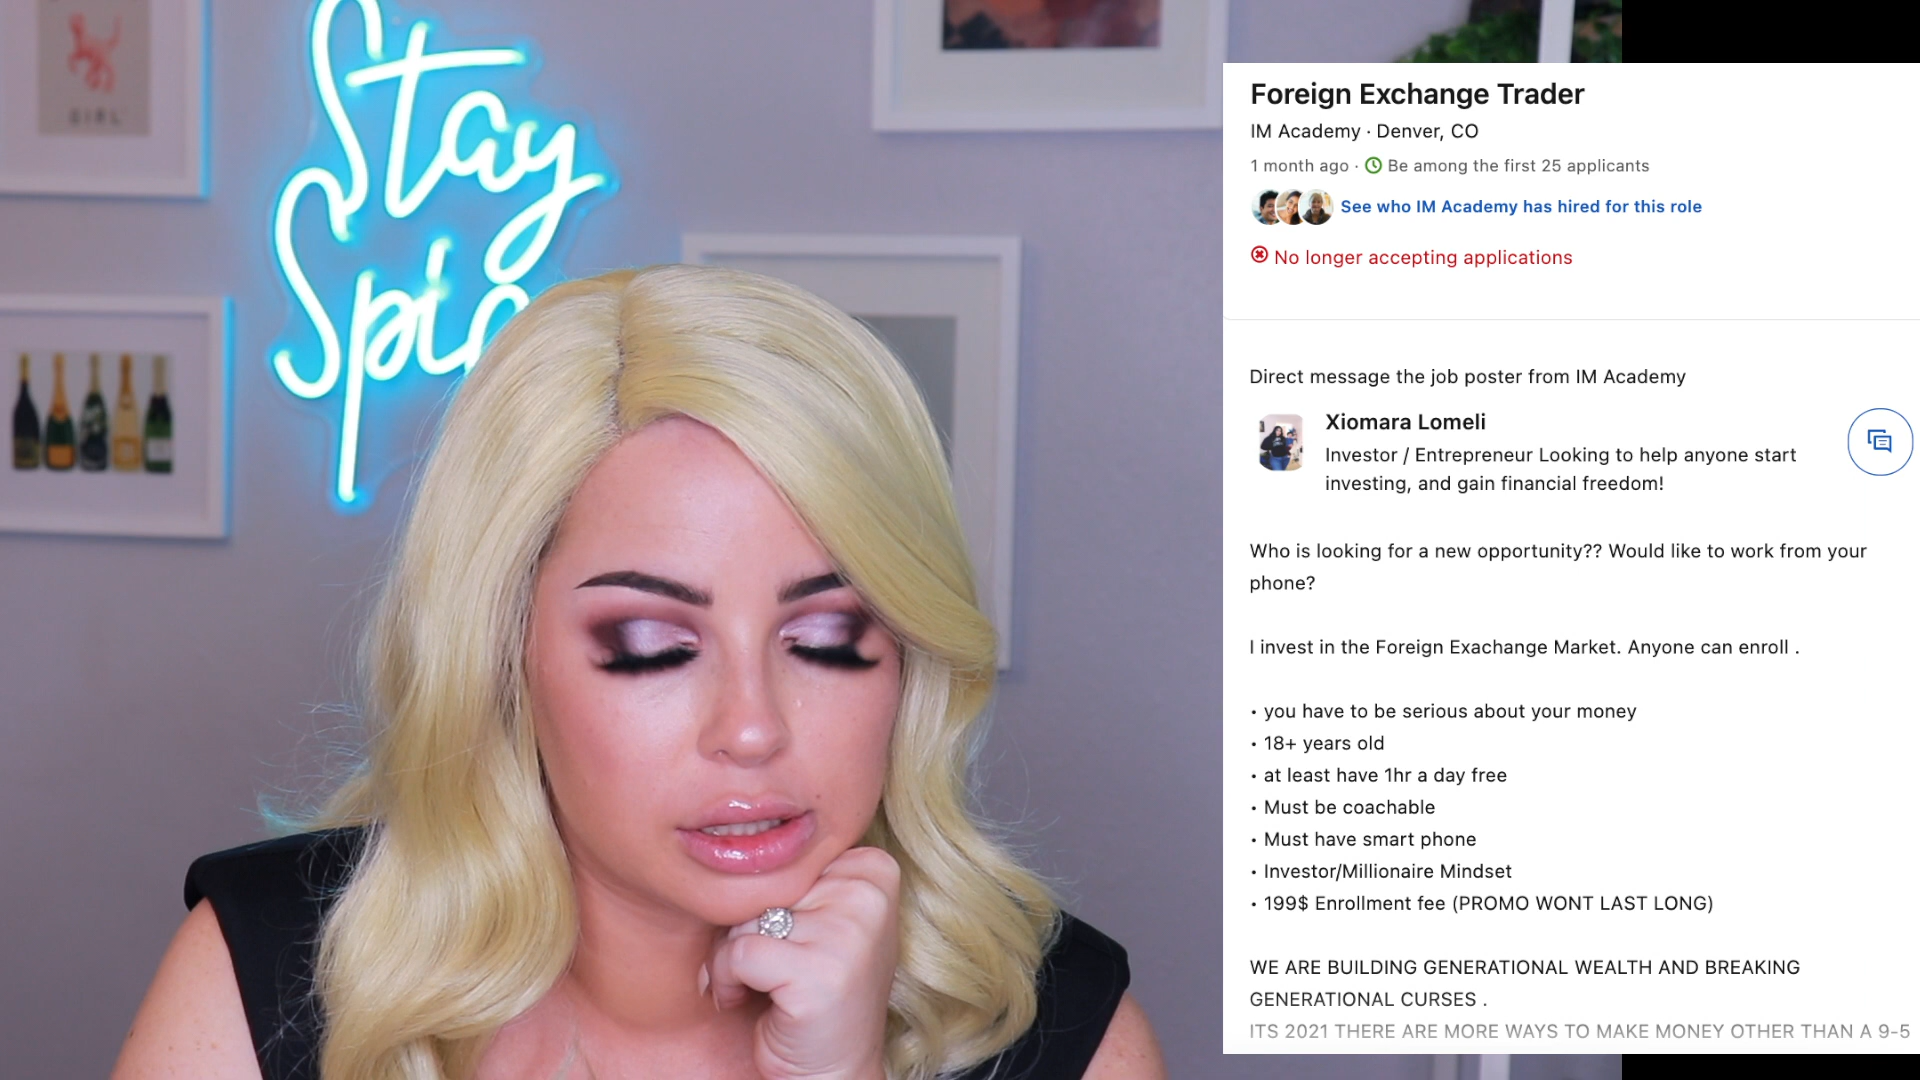 GIRL
Stay
Foreign Exchange Trader
IM Academy · Denver, CO
1 month ago · Be among the first 25 applicants
See who IM Academy has hired for this role
No longer accepting applications
Direct message the job poster from IM Academy
Xiomara Lomeli
Investor / Entrepreneur Looking to help anyone start
investing, and gain financial freedom!
Who is looking for a new opportunity?? Would like to work from your
phone?
I invest in the Foreign Exachange Market. Anyone can enroll .
• you have to be serious about your money
• 18+ years old
• at least have 1hr a day free
• Must be coachable
• Must have smart phone
• Investor/Millionaire Mindset
• 199$ Enrollment fee (PROMO WONT LAST LONG)
WE ARE BUILDING GENERATIONAL WEALTH AND BREAKING
GENERATIONAL CURSES .
ITS 2021 THERE ARE MORE WAYS TO MAKE MONEY OTHER THAN A 9-5